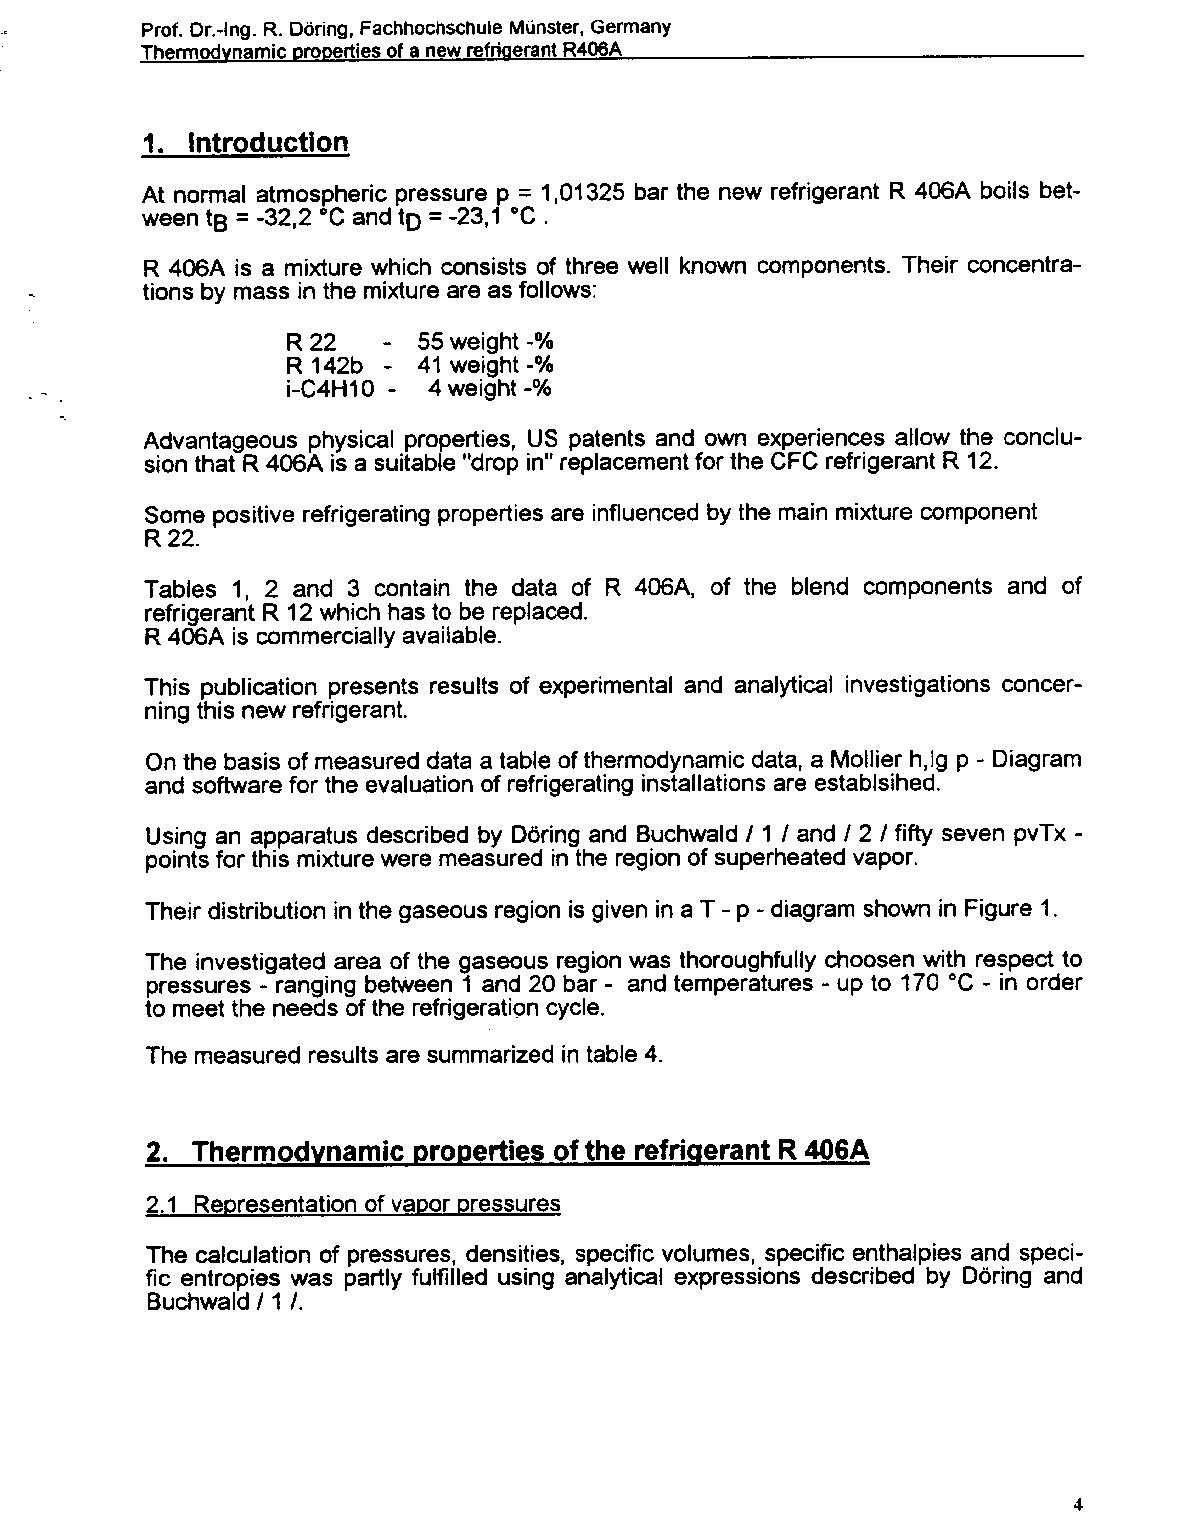 Prof. Dr.-Ing. R. Döring, Fachhochschule Münster, Germany
Thermodynamic properties of a new refrigerant R406A
1. Introduction
At normal atmospheric pressure p = 1,01325 bar the new refrigerant R 406A boils bet-
ween tB = -32,2 °C and tD = -23,1 °C .
R 406A is a mixture which consists of three well known components. Their concentra-
tions by mass in the mixture are as follows:
R 22 - 55 weight -%
R 142b - 41 weight -%
i-C4H10 - 4 weight -%
Advantageous physical properties, US patents and own experiences allow the conclu-
sion that R 406A is a suitable "drop in" replacement for the CFC refrigerant R 12.
Some positive refrigerating properties are influenced by the main mixture component
R 22.
Tables 1, 2 and 3 contain the data of R 406A, of the blend components and of
refrigerant R 12 which has to be replaced.
R 406A is commercially available.
This publication presents results of experimental and analytical investigations concer-
ning this new refrigerant.
On the basis of measured data a table of thermodynamic data, a Mollier h,lg p - Diagram
and software for the evaluation of refrigerating installations are establsihed.
Using an apparatus described by Döring and Buchwald / 1 / and / 2 / fifty seven pvTx -
points for this mixture were measured in the region of superheated vapor.
Their distribution in the gaseous region is given in a T - p - diagram shown in Figure 1.
The investigated area of the gaseous region was thoroughfully choosen with respect to
pressures - ranging between 1 and 20 bar - and temperatures - up to 170 °C - in order
to meet the needs of the refrigeration cycle.
The measured results are summarized in table 4.
2. Thermodynamic properties of the refrigerant R 406A
2.1 Representation of vapor pressures
The calculation of pressures, densities, specific volumes, specific enthalpies and speci-
fic entropies was partly fulfilled using analytical expressions described by Döring and
Buchwald / 1 /.
4